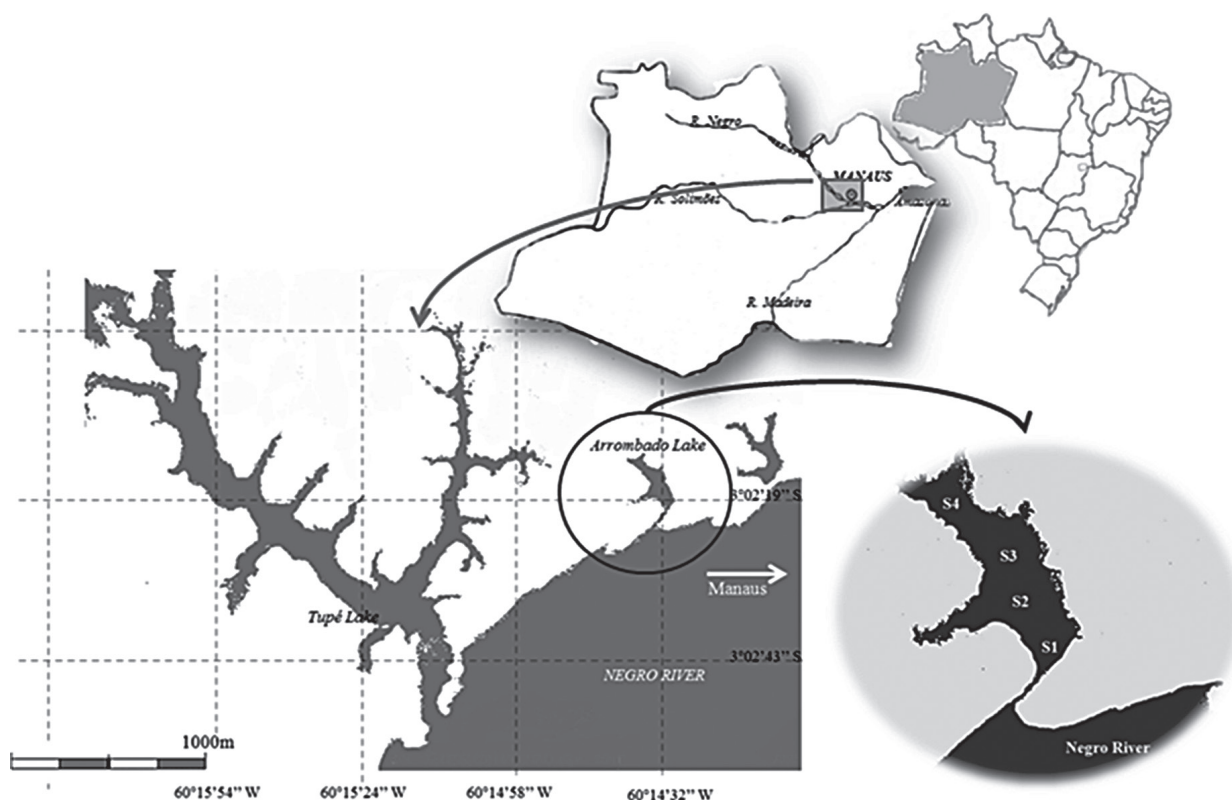 R. Negro
MANAUS
R. Solimões
Amazona
R. Madeira
Arrombado Lake
3°02'19" S
S4
S3
Manaus
S2
Tupé Lake
S1
3°02'43" S
NEGRO RIVER
1000m
Negro River
60°15'54" W
60°15'24" W
60°14'58" W
60°14'32" W